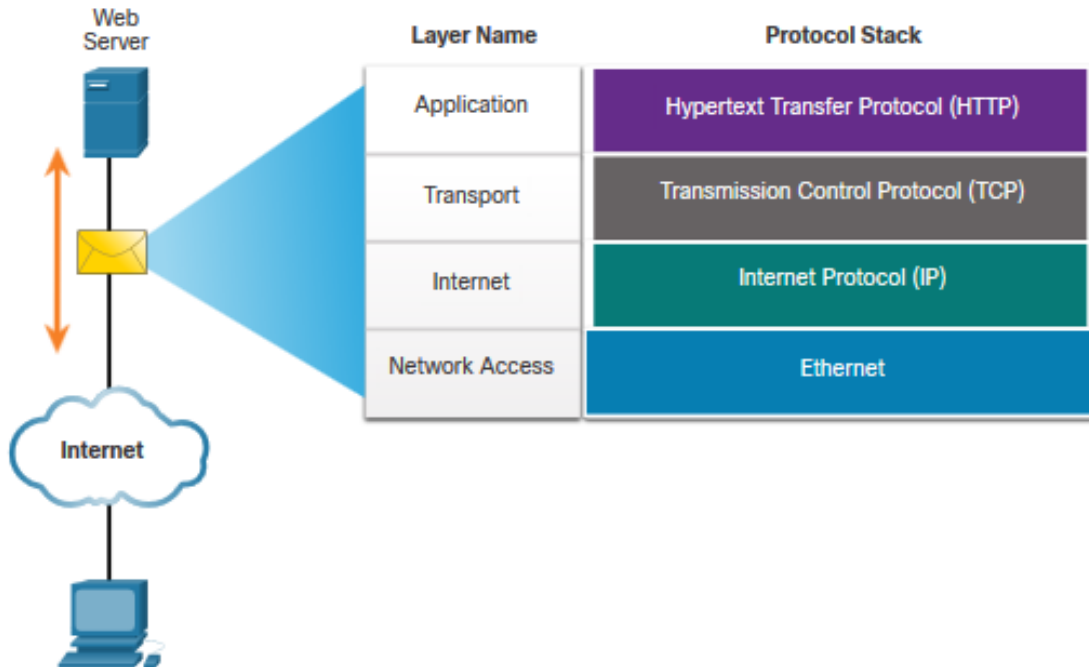 Web
Server
Layer Name
Protocol Stack
Application
Hypertext Transfer Protocol (HTTP)
Transport
Transmission Control Protocol (TCP)
Internet
Internet Protocol (IP)
Network Access
Ethernet
Internet